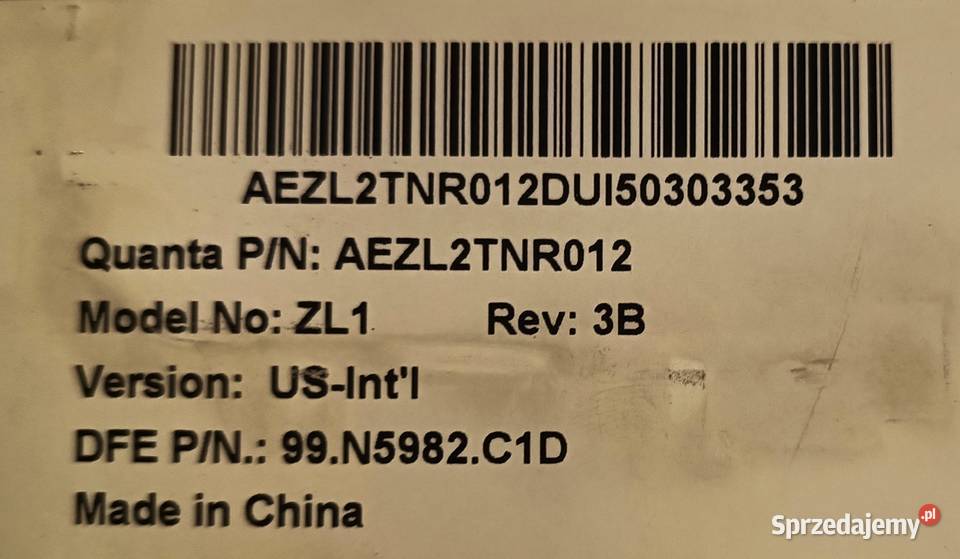 AEZL2TNR012DUI50303353
Quanta P/N: AEZL2TNR012
Model No: ZL1 Rev: 3B
Version: US-Int'l
DFE P/N.: 99.N5982.C1D
Made in China
Sprzedajemy.pl